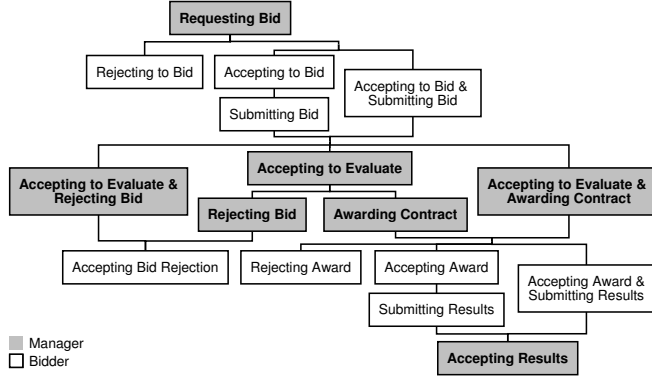 Requesting Bid
Rejecting to Bid
Accepting to Bid
Accepting to Bid &
Submitting Bid
Submitting Bid
Accepting to Evaluate &
Rejecting Bid
Accepting to Evaluate
Accepting to Evaluate &
Awarding Contract
Rejecting Bid
Awarding Contract
Accepting Bid Rejection
Rejecting Award
Accepting Award
Accepting Award &
Submitting Results
Submitting Results
Manager
Bidder
Accepting Results